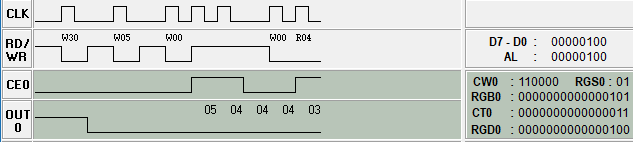 CLK
RD/
WR
W30 W05 W00 W00 R04
CE0
OUT
0
05 04 04 04 03
D7 - D0 : 00000100
AL : 00000100
CW0 : 110000 RGS0 : 01
RGB0 : 0000000000000101
CT0 : 0000000000000011
RGD0 : 0000000000000100